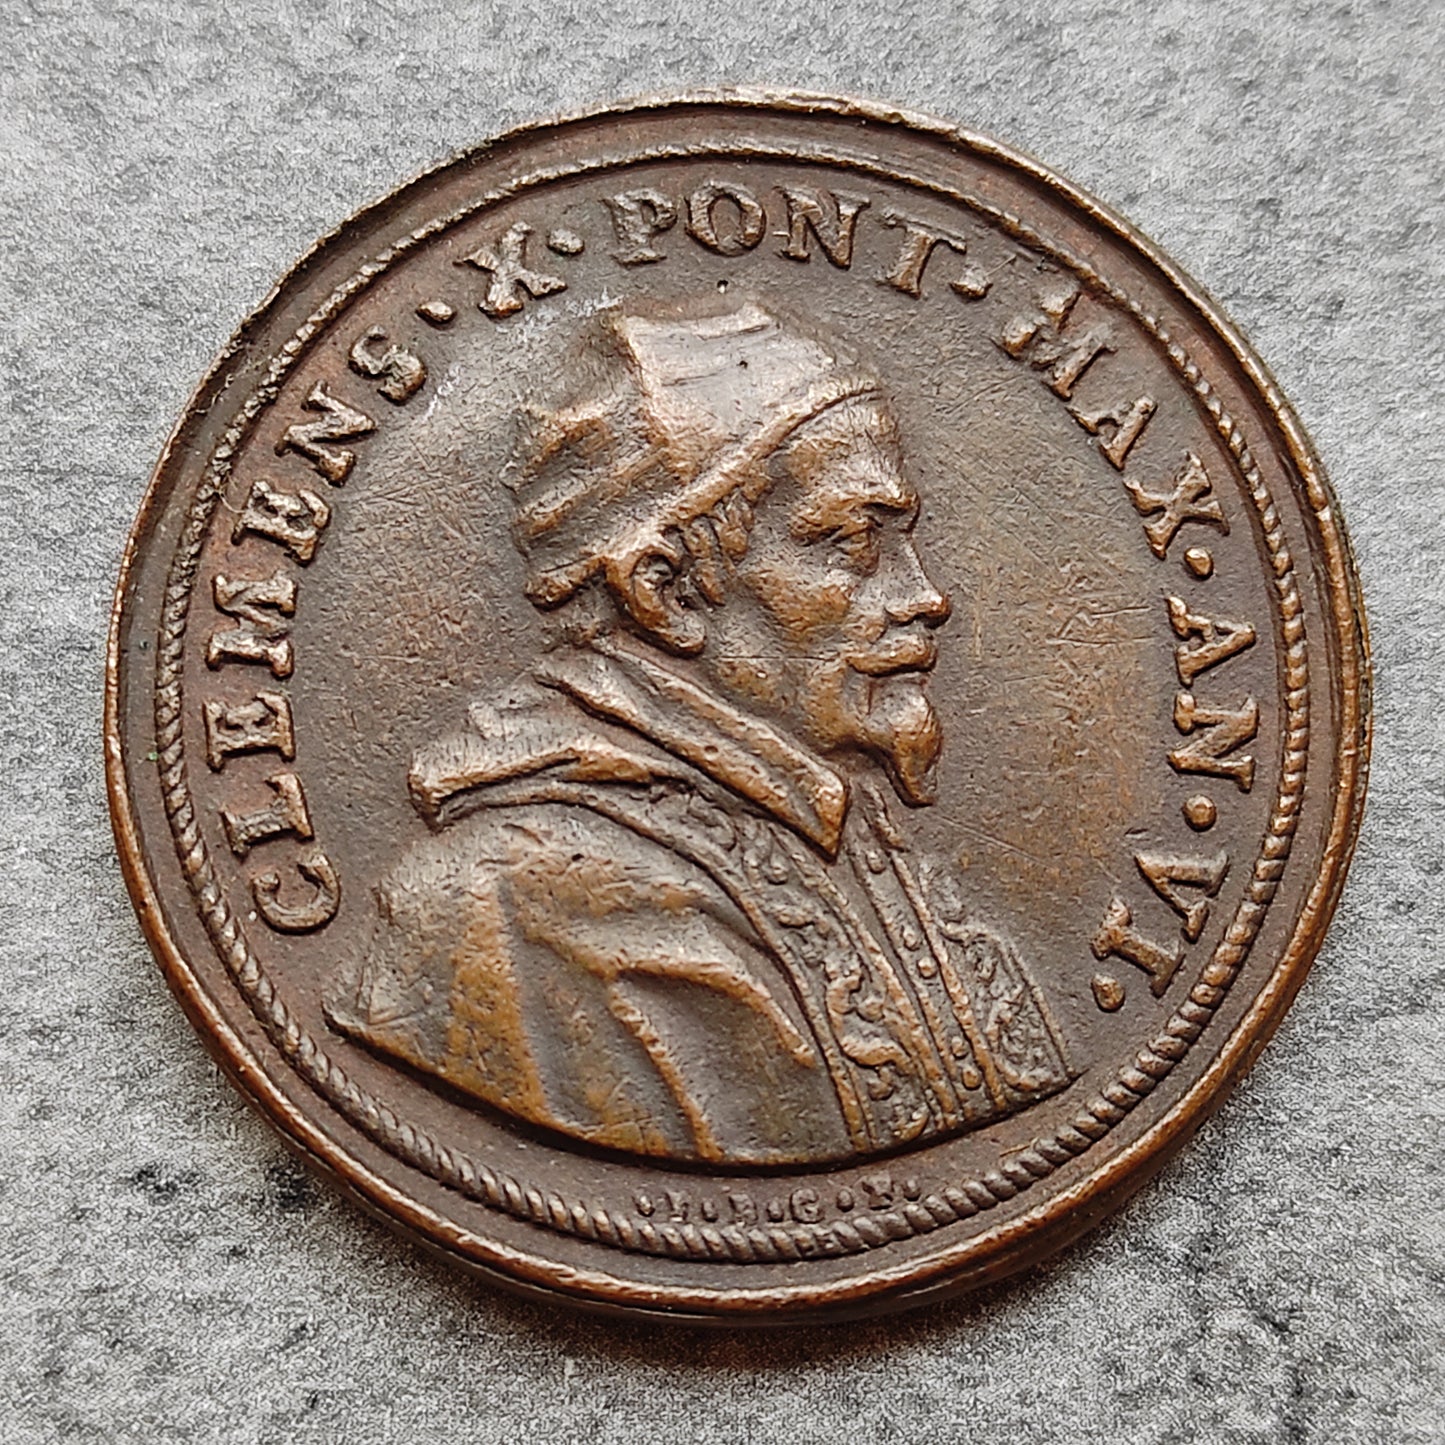 CLEMENS · X · PONT · MAX · AN · VI ·